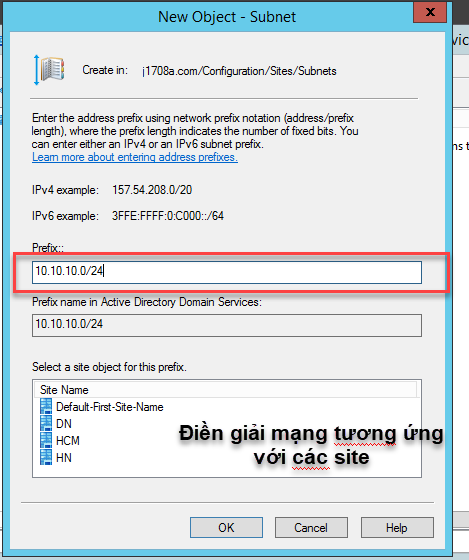 New Object - Subnet
x
Create in: j1708a.com/Configuration/Sites/Subnets
Enter the address prefix using network prefix notation (address/prefix
length), where the prefix length indicates the number of fixed bits. You
can enter either an IPv4 or an IPv6 subnet prefix.
Learn more about entering address prefixes.
IPv4 example: 157.54.208.0/20
IPv6 example: 3FFE:FFFF:0:C000::/64
Prefix::
10.10.10.0/24
Prefix name in Active Directory Domain Services:
10.10.10.0/24
Select a site object for this prefix.
Site Name
Default-First-Site-Name
DN
HCM
HN
Điền giải mạng tương ứng
với các site
OK Cancel Help